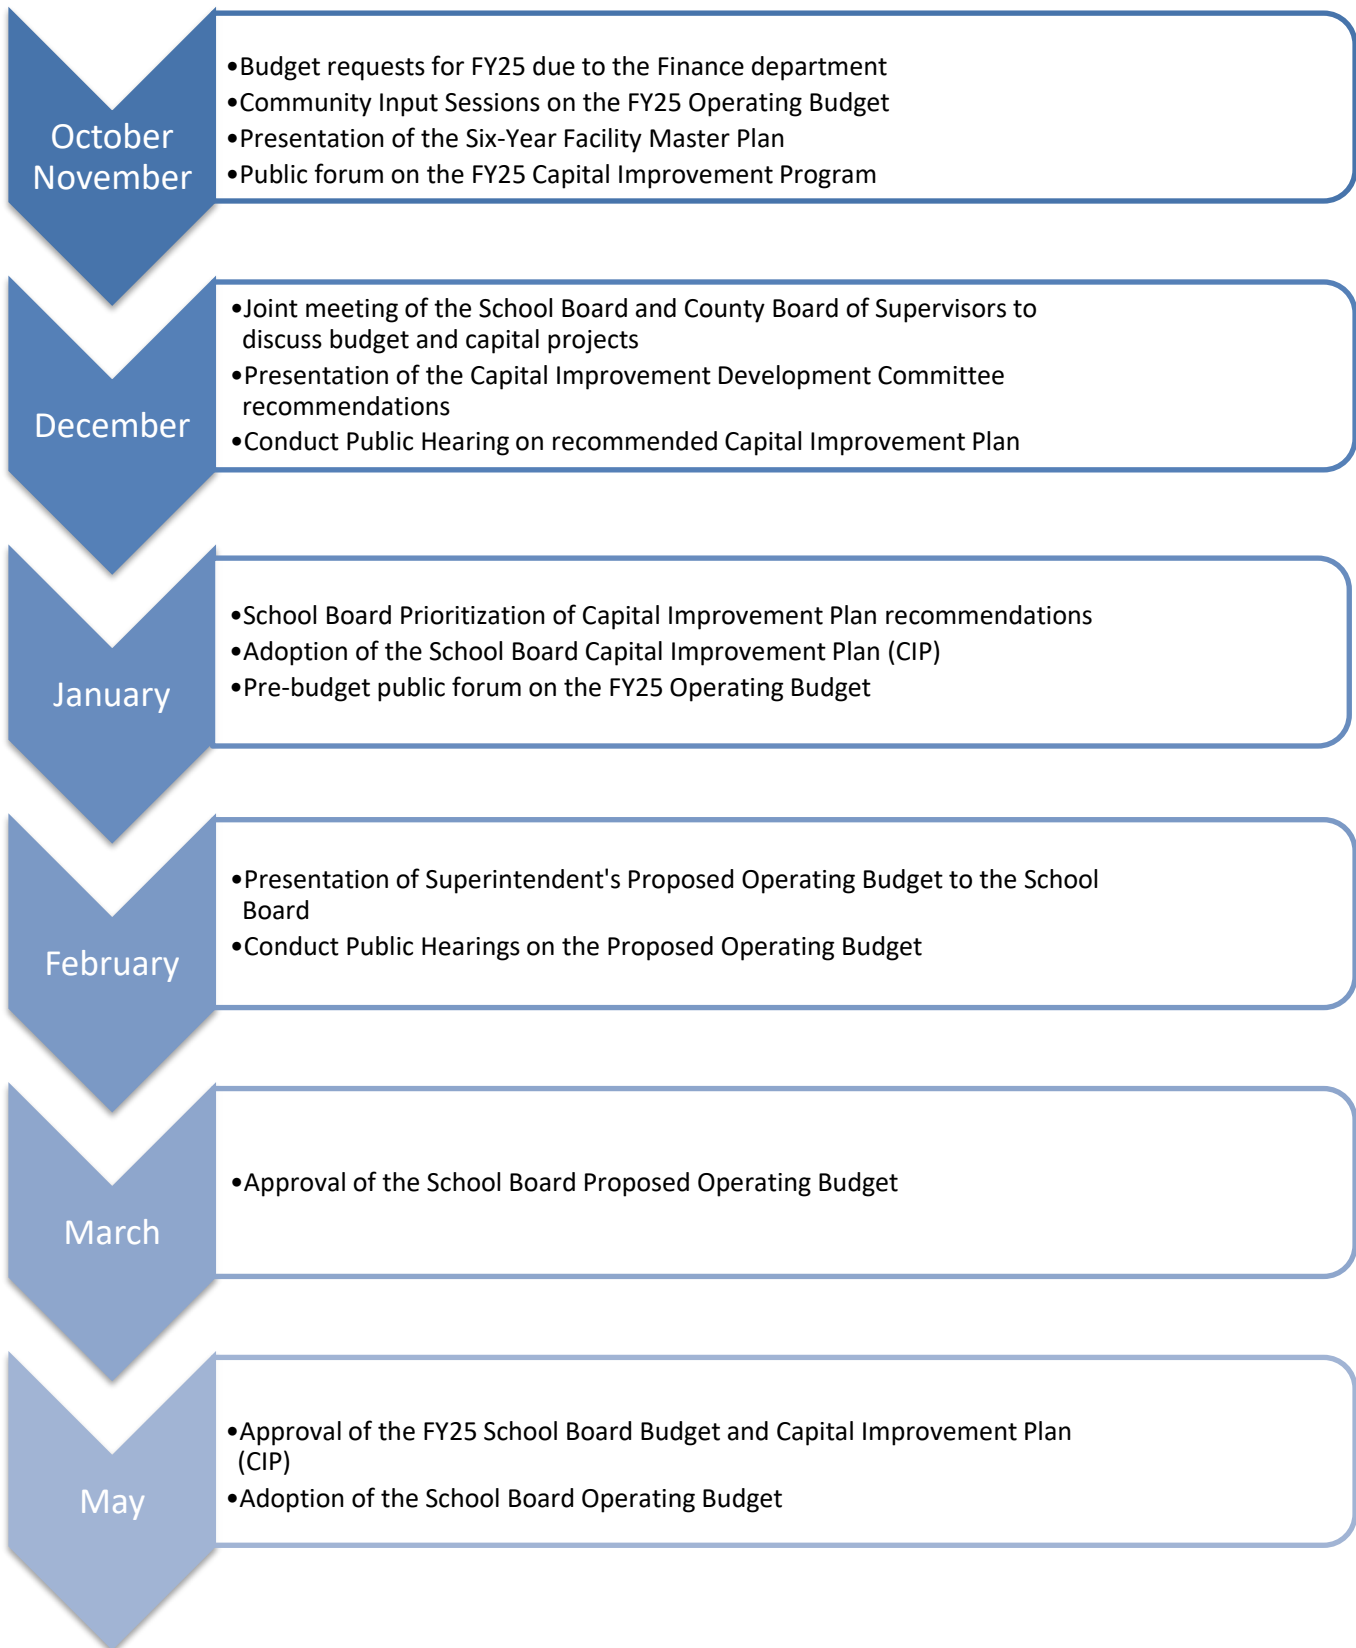 October
November
•Budget requests for FY25 due to the Finance department
•Community Input Sessions on the FY25 Operating Budget
•Presentation of the Six-Year Facility Master Plan
•Public forum on the FY25 Capital Improvement Program
December
•Joint meeting of the School Board and County Board of Supervisors to
discuss budget and capital projects
•Presentation of the Capital Improvement Development Committee
recommendations
•Conduct Public Hearing on recommended Capital Improvement Plan
January
•School Board Prioritization of Capital Improvement Plan recommendations
•Adoption of the School Board Capital Improvement Plan (CIP)
•Pre-budget public forum on the FY25 Operating Budget
February
•Presentation of Superintendent's Proposed Operating Budget to the School
Board
•Conduct Public Hearings on the Proposed Operating Budget
March
•Approval of the School Board Proposed Operating Budget
May
•Approval of the FY25 School Board Budget and Capital Improvement Plan
(CIP)
•Adoption of the School Board Operating Budget